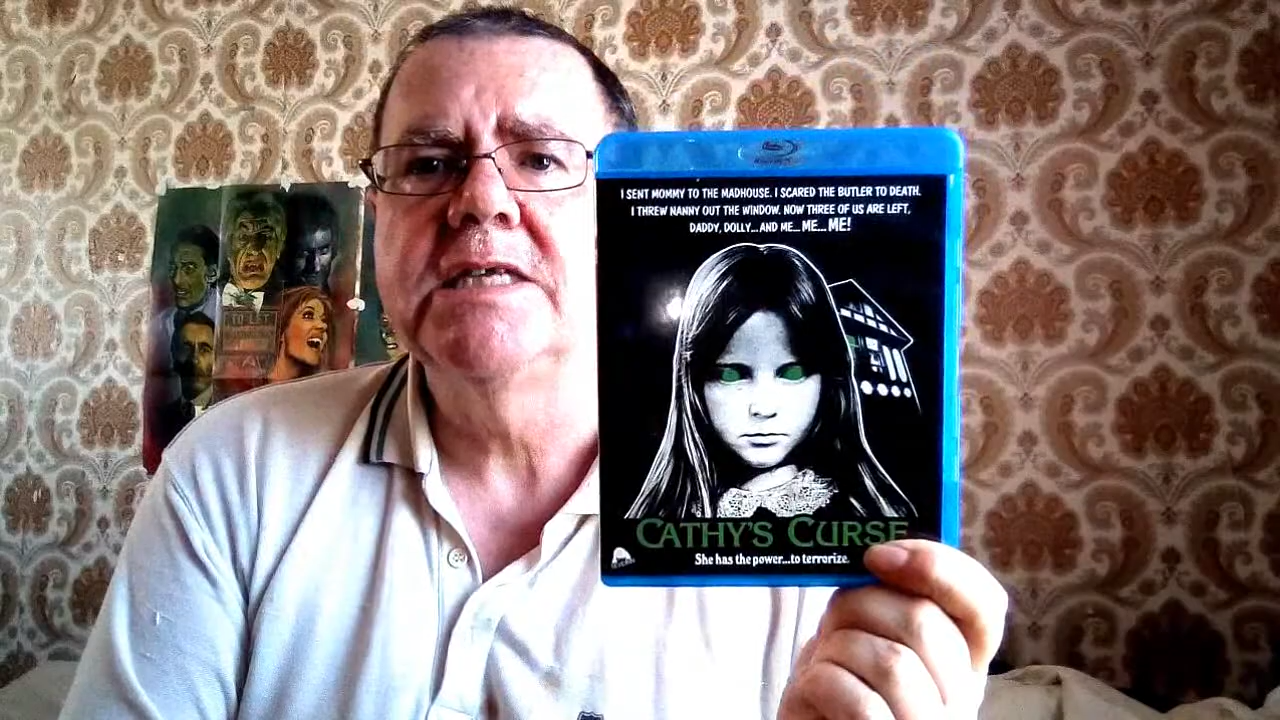 I SENT MOMMY TO THE MADHOUSE. I SCARED THE BUTLER TO DEATH.
I THREW NANNY OUT THE WINDOW. NOW THREE OF US ARE LEFT,
DADDY, DOLLY...AND ME... ME... ME!
CATHY'S CURSE
She has the power...to terrorize.